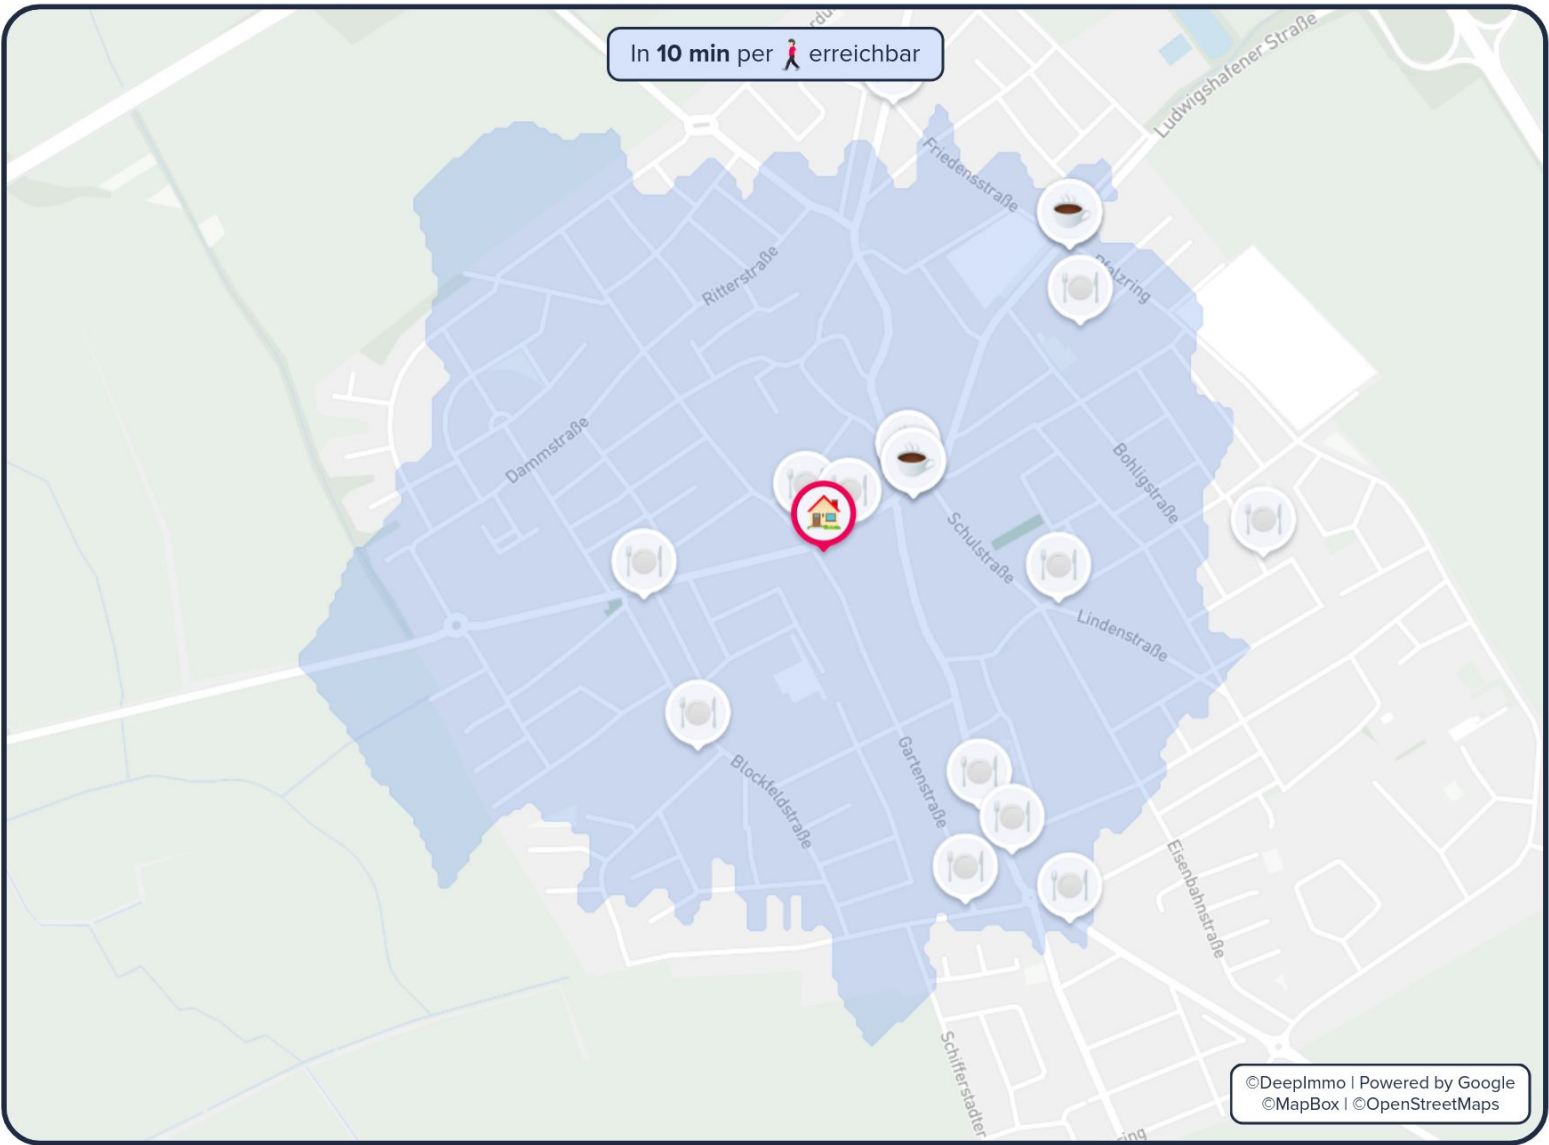 In 10 min per erreichbar
Ludwigshafener Straße
Friedensstraße
Pfalzring
Ritterstraße
Dammstraße
Bohligstraße
Schulstraße
Lindenstraße
Gartenstraße
Blockfeldstraße
Eisenbahnstraße
Schifferstadter
©DeepImmo | Powered by Google
©MapBox | ©OpenStreetMaps